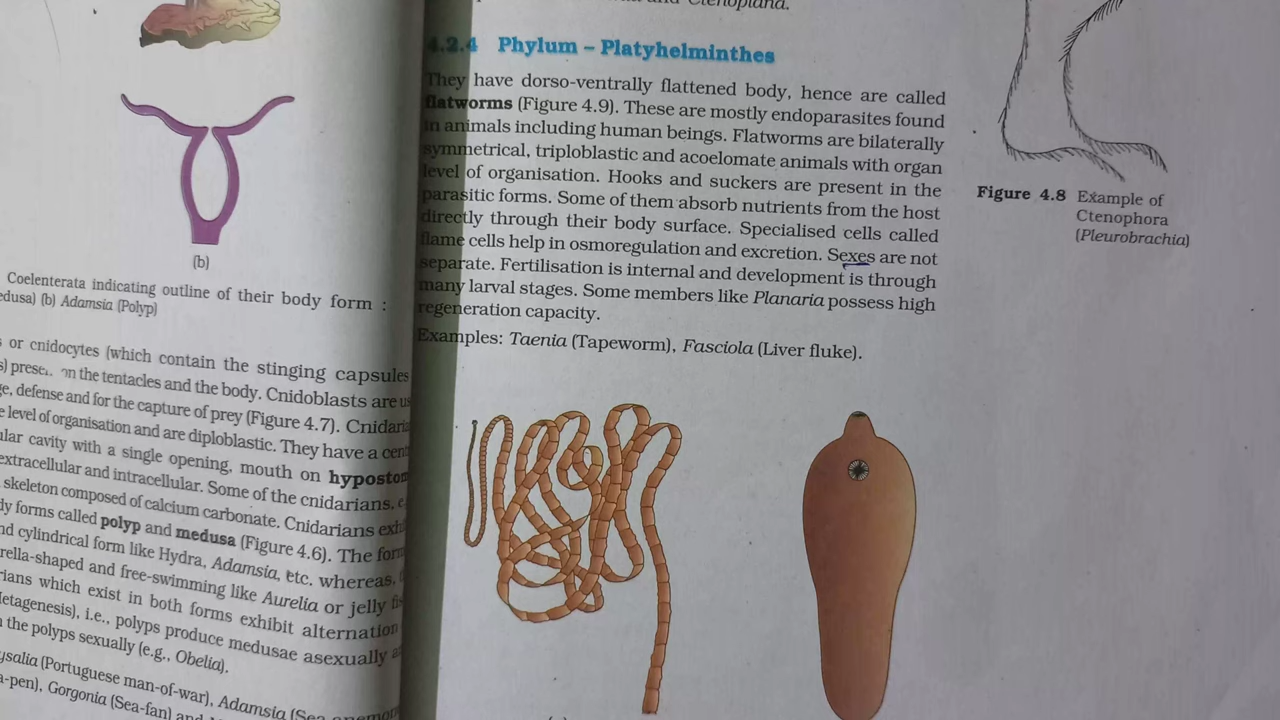 (b)
Coelenterata indicating outline of their body form :
(b) Adamsia (Polyp)
or cnidocytes (which contain the stinging capsules
on the tentacles and the body. Cnidoblasts are
defense and for the capture of prey (Figure 4.7).
level of organisation and are diploblastic. They have a
cavity with a single opening, mouth on
extracellular and intracellular. Some of the cnidarians,
skeleton composed of calcium carbonate. Cnidarians
forms called polyp and medusa (Figure 4.6). The
cylindrical form like Hydra, Adamsia, etc. whereas,
and free-swimming like Aurelia or jelly
which exist in both forms exhibit alternation
i.e., polyps produce medusae asexually
the polyps sexually (e.g., Obelia).
(Portuguese man-of-war), Adamsia (Sea
Gorgonia (Sea-fan) and
4.2.4 Phylum – Platyhelminthes
They have dorso-ventrally flattened body, hence are called
flatworms (Figure 4.9). These are mostly endoparasites found
in animals including human beings. Flatworms are bilaterally
symmetrical, triploblastic and acoelomate animals with organ
level of organisation. Hooks and suckers are present in the
parasitic forms. Some of them absorb nutrients from the host
directly through their body surface. Specialised cells called
flame cells help in osmoregulation and excretion. Sexes are not
separate. Fertilisation is internal and development is through
many larval stages. Some members like Planaria possess high
regeneration capacity.
Examples: Taenia (Tapeworm), Fasciola (Liver fluke).
Figure 4.8 Example of
Ctenophora
(Pleurobrachia)